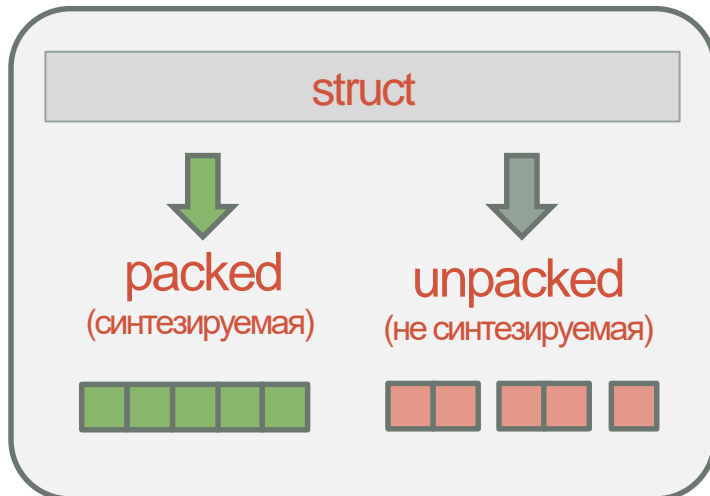 struct
packed
unpacked
(синтезируемая)
(не синтезируемая)